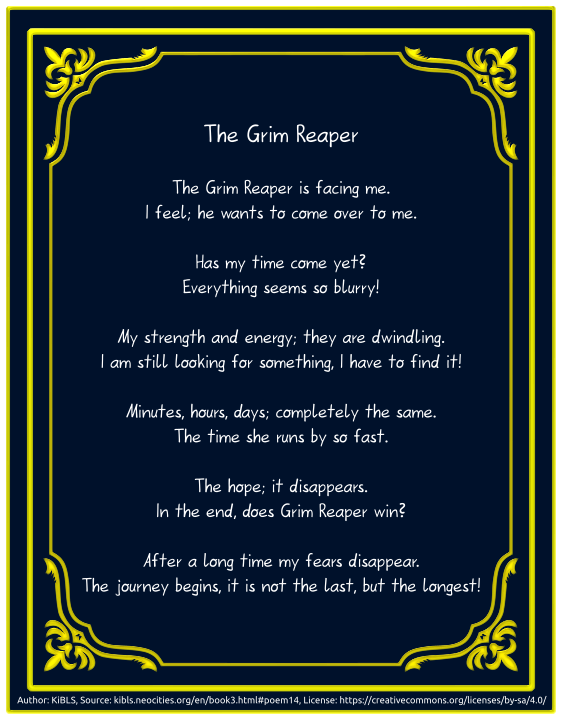 The Grim Reaper
The Grim Reaper is facing me.
I feel; he wants to come over to me.
Has my time come yet?
Everything seems so blurry!
My strength and energy; they are dwindling.
I am still looking for something, I have to find it!
Minutes, hours, days; completely the same.
The time she runs by so fast.
The hope; it disappears.
In the end, does Grim Reaper win?
After a long time my fears disappear.
The journey begins, it is not the last, but the longest!
Author: KiBLS, Source: kibls.neocities.org/en/book3.html#poem14, License: https://creativecommons.org/licenses/by-sa/4.0/